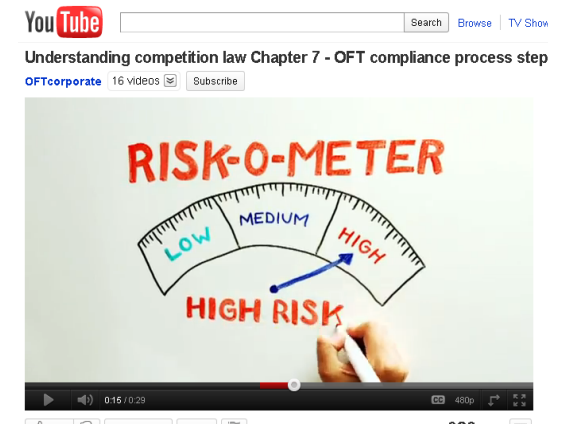 YouTube Search Browse TV Show
Understanding competition law Chapter 7 - OFT compliance process step
OFTcorporate 16 videos Subscribe
RISK-O-METER
LOW MEDIUM HIGH
HIGH RISK
0:15 / 0:29 CC 480p